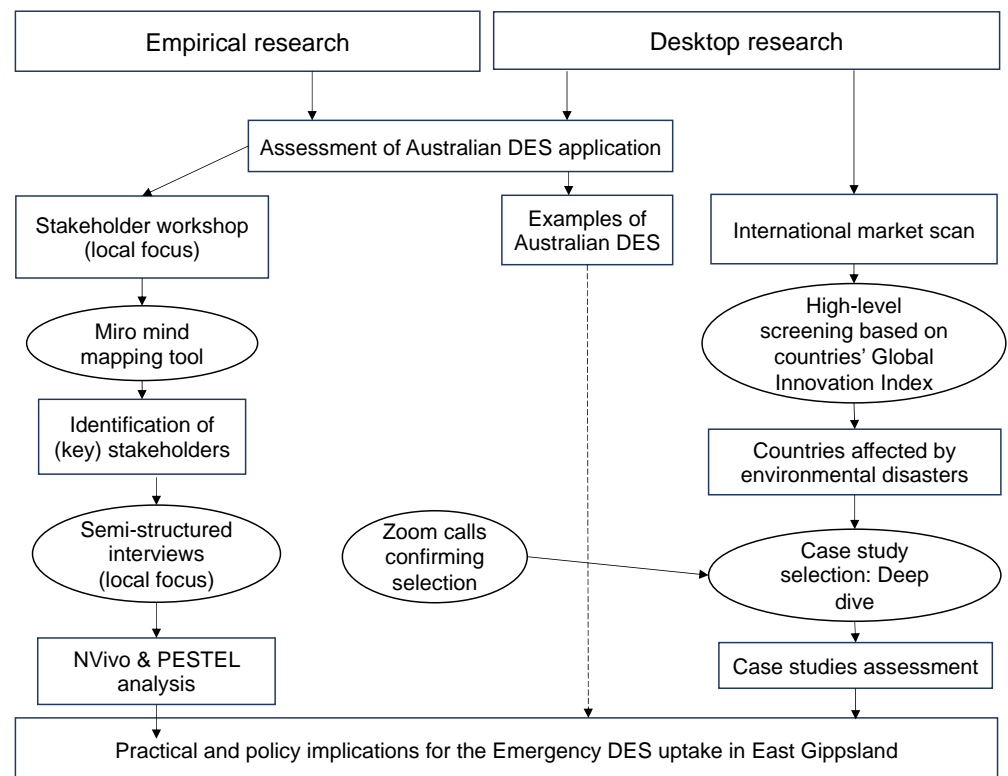 Empirical research
Desktop research
Assessment of Australian DES application
Stakeholder workshop
(local focus)
Examples of
Australian DES
International market scan
Miro mind
mapping tool
High-level
screening based on
countries’ Global
Innovation Index
Identification of
(key) stakeholders
Countries affected by
environmental disasters
Semi-structured
interviews
(local focus)
Zoom calls
confirming
selection
Case study
selection: Deep
dive
NVivo & PESTEL
analysis
Case studies assessment
Practical and policy implications for the Emergency DES uptake in East Gippsland